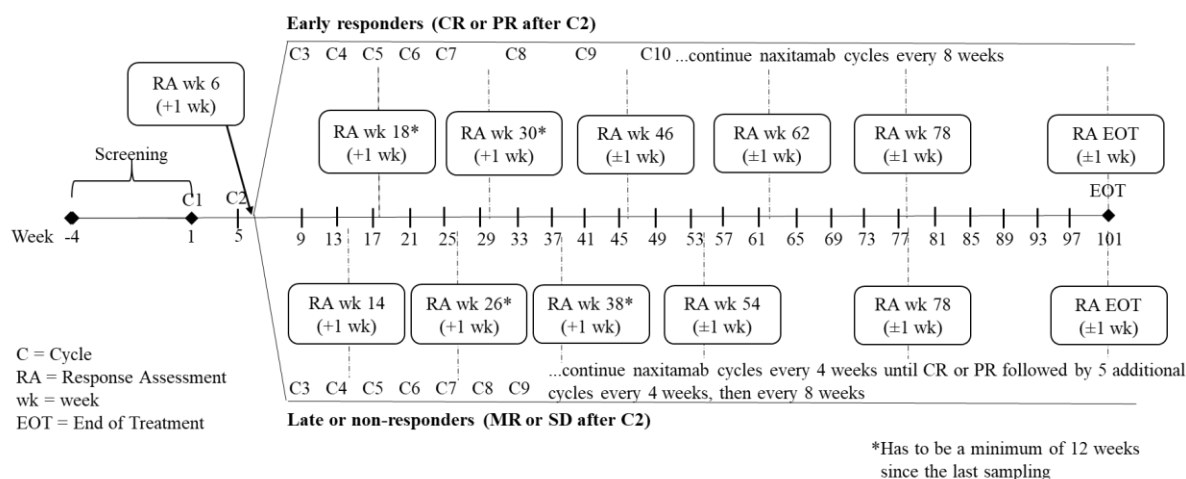 Early responders (CR or PR after C2)
C3 C4 C5 C6 C7 C8 C9 C10 ...continue naxitamab cycles every 8 weeks
RA wk 6
(+1 wk)
RA wk 18*
(+1 wk)
RA wk 30*
(+1 wk)
RA wk 46
(±1 wk)
RA wk 62
(±1 wk)
RA wk 78
(±1 wk)
RA EOT
(±1 wk)
Screening
C1
C2
EOT
Week -4 1 5 9 13 17 21 25 29 33 37 41 45 49 53 57 61 65 69 73 77 81 85 89 93 97 101
RA wk 14
(+1 wk)
RA wk 26*
(+1 wk)
RA wk 38*
(+1 wk)
RA wk 54
(±1 wk)
RA wk 78
(±1 wk)
RA EOT
(±1 wk)
C = Cycle
RA = Response Assessment
wk = week
EOT = End of Treatment
C3 C4 C5 C6 C7 C8 C9
...continue naxitamab cycles every 4 weeks until CR or PR followed by 5 additional
cycles every 4 weeks, then every 8 weeks
Late or non-responders (MR or SD after C2)
*Has to be a minimum of 12 weeks
since the last sampling